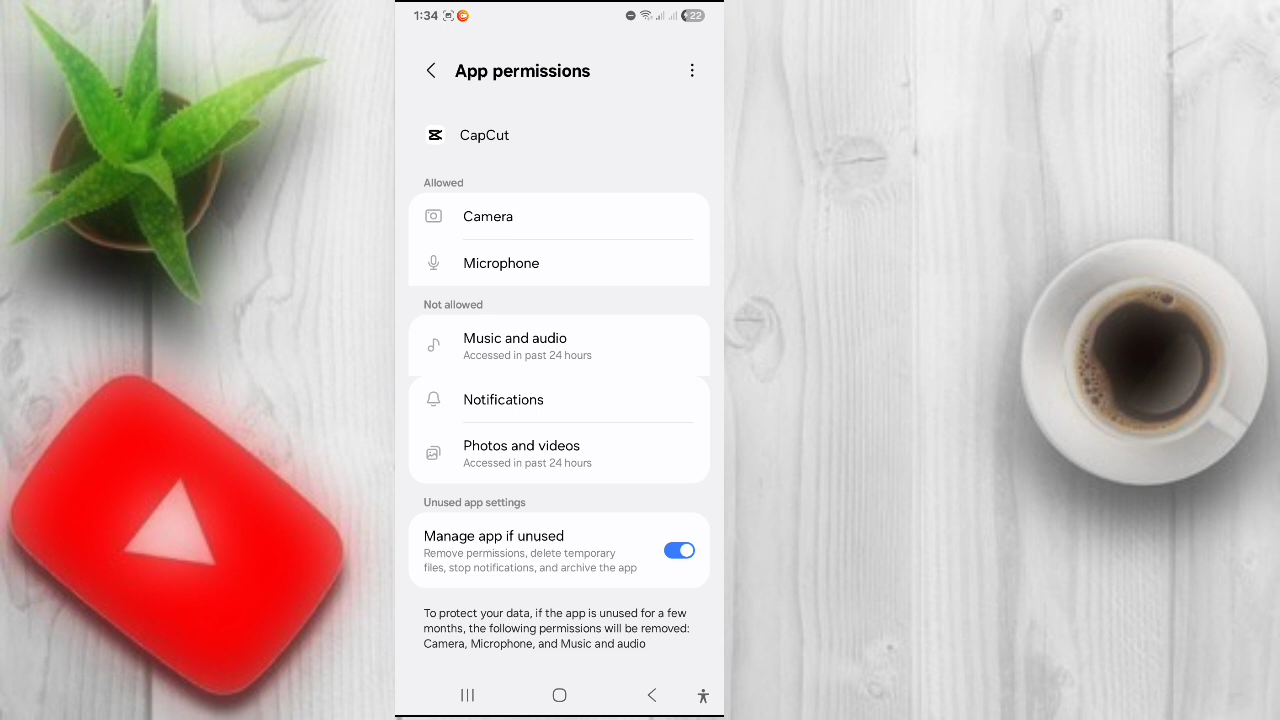 1:34
22
App permissions
CapCut
Allowed
Camera
Microphone
Not allowed
Music and audio
Accessed in past 24 hours
Notifications
Photos and videos
Accessed in past 24 hours
Unused app settings
Manage app if unused
Remove permissions, delete temporary
files, stop notifications, and archive the app
To protect your data, if the app is unused for a few
months, the following permissions will be removed:
Camera, Microphone, and Music and audio